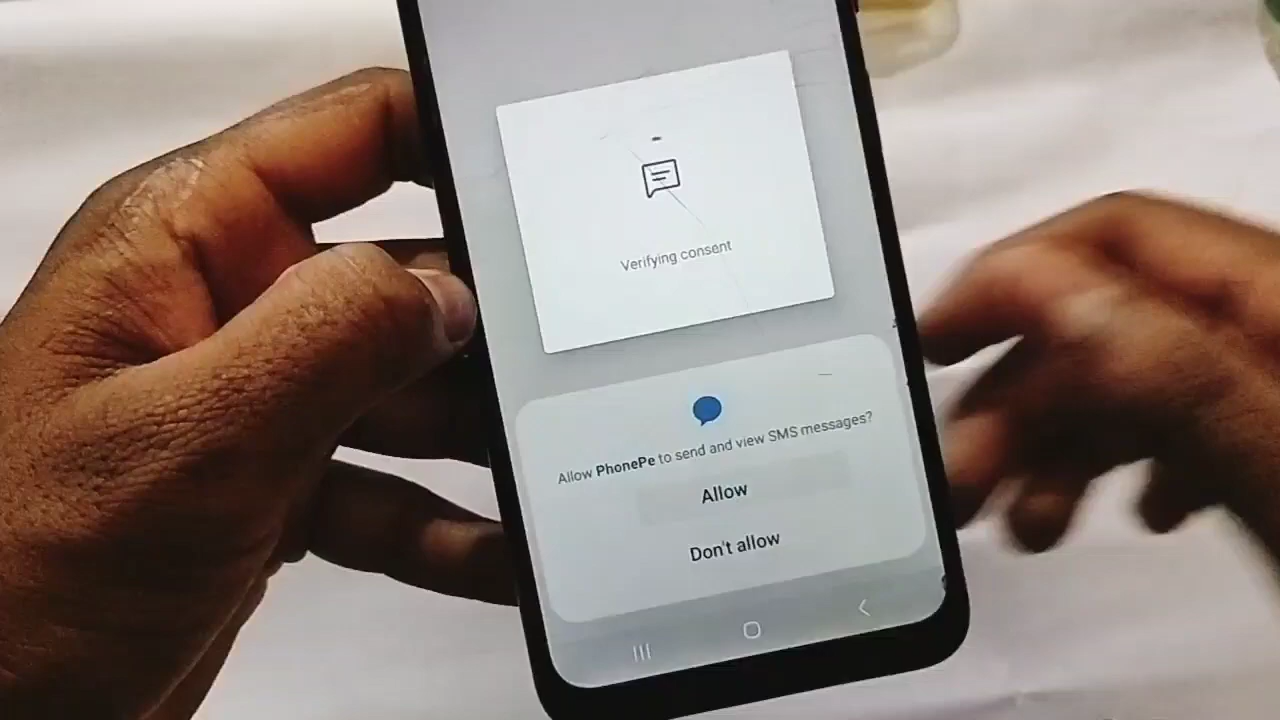 Verifying consent
Allow PhonePe to send and view SMS messages?
Allow
Don't allow